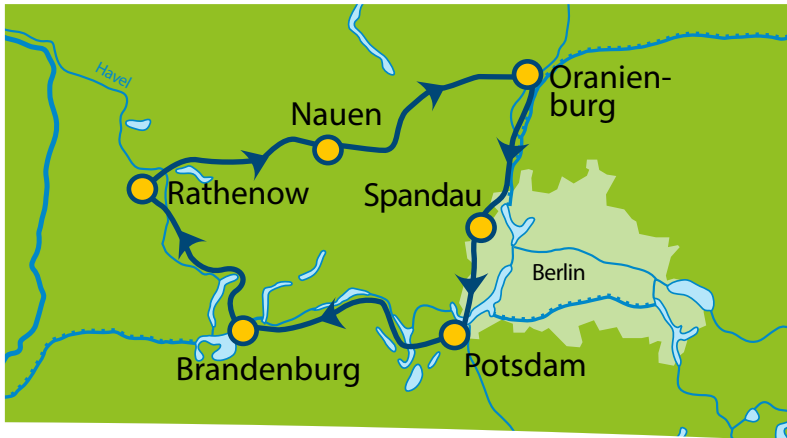 Havel
Oranien-
burg
Nauen
Rathenow
Spandau
Berlin
Brandenburg
Potsdam